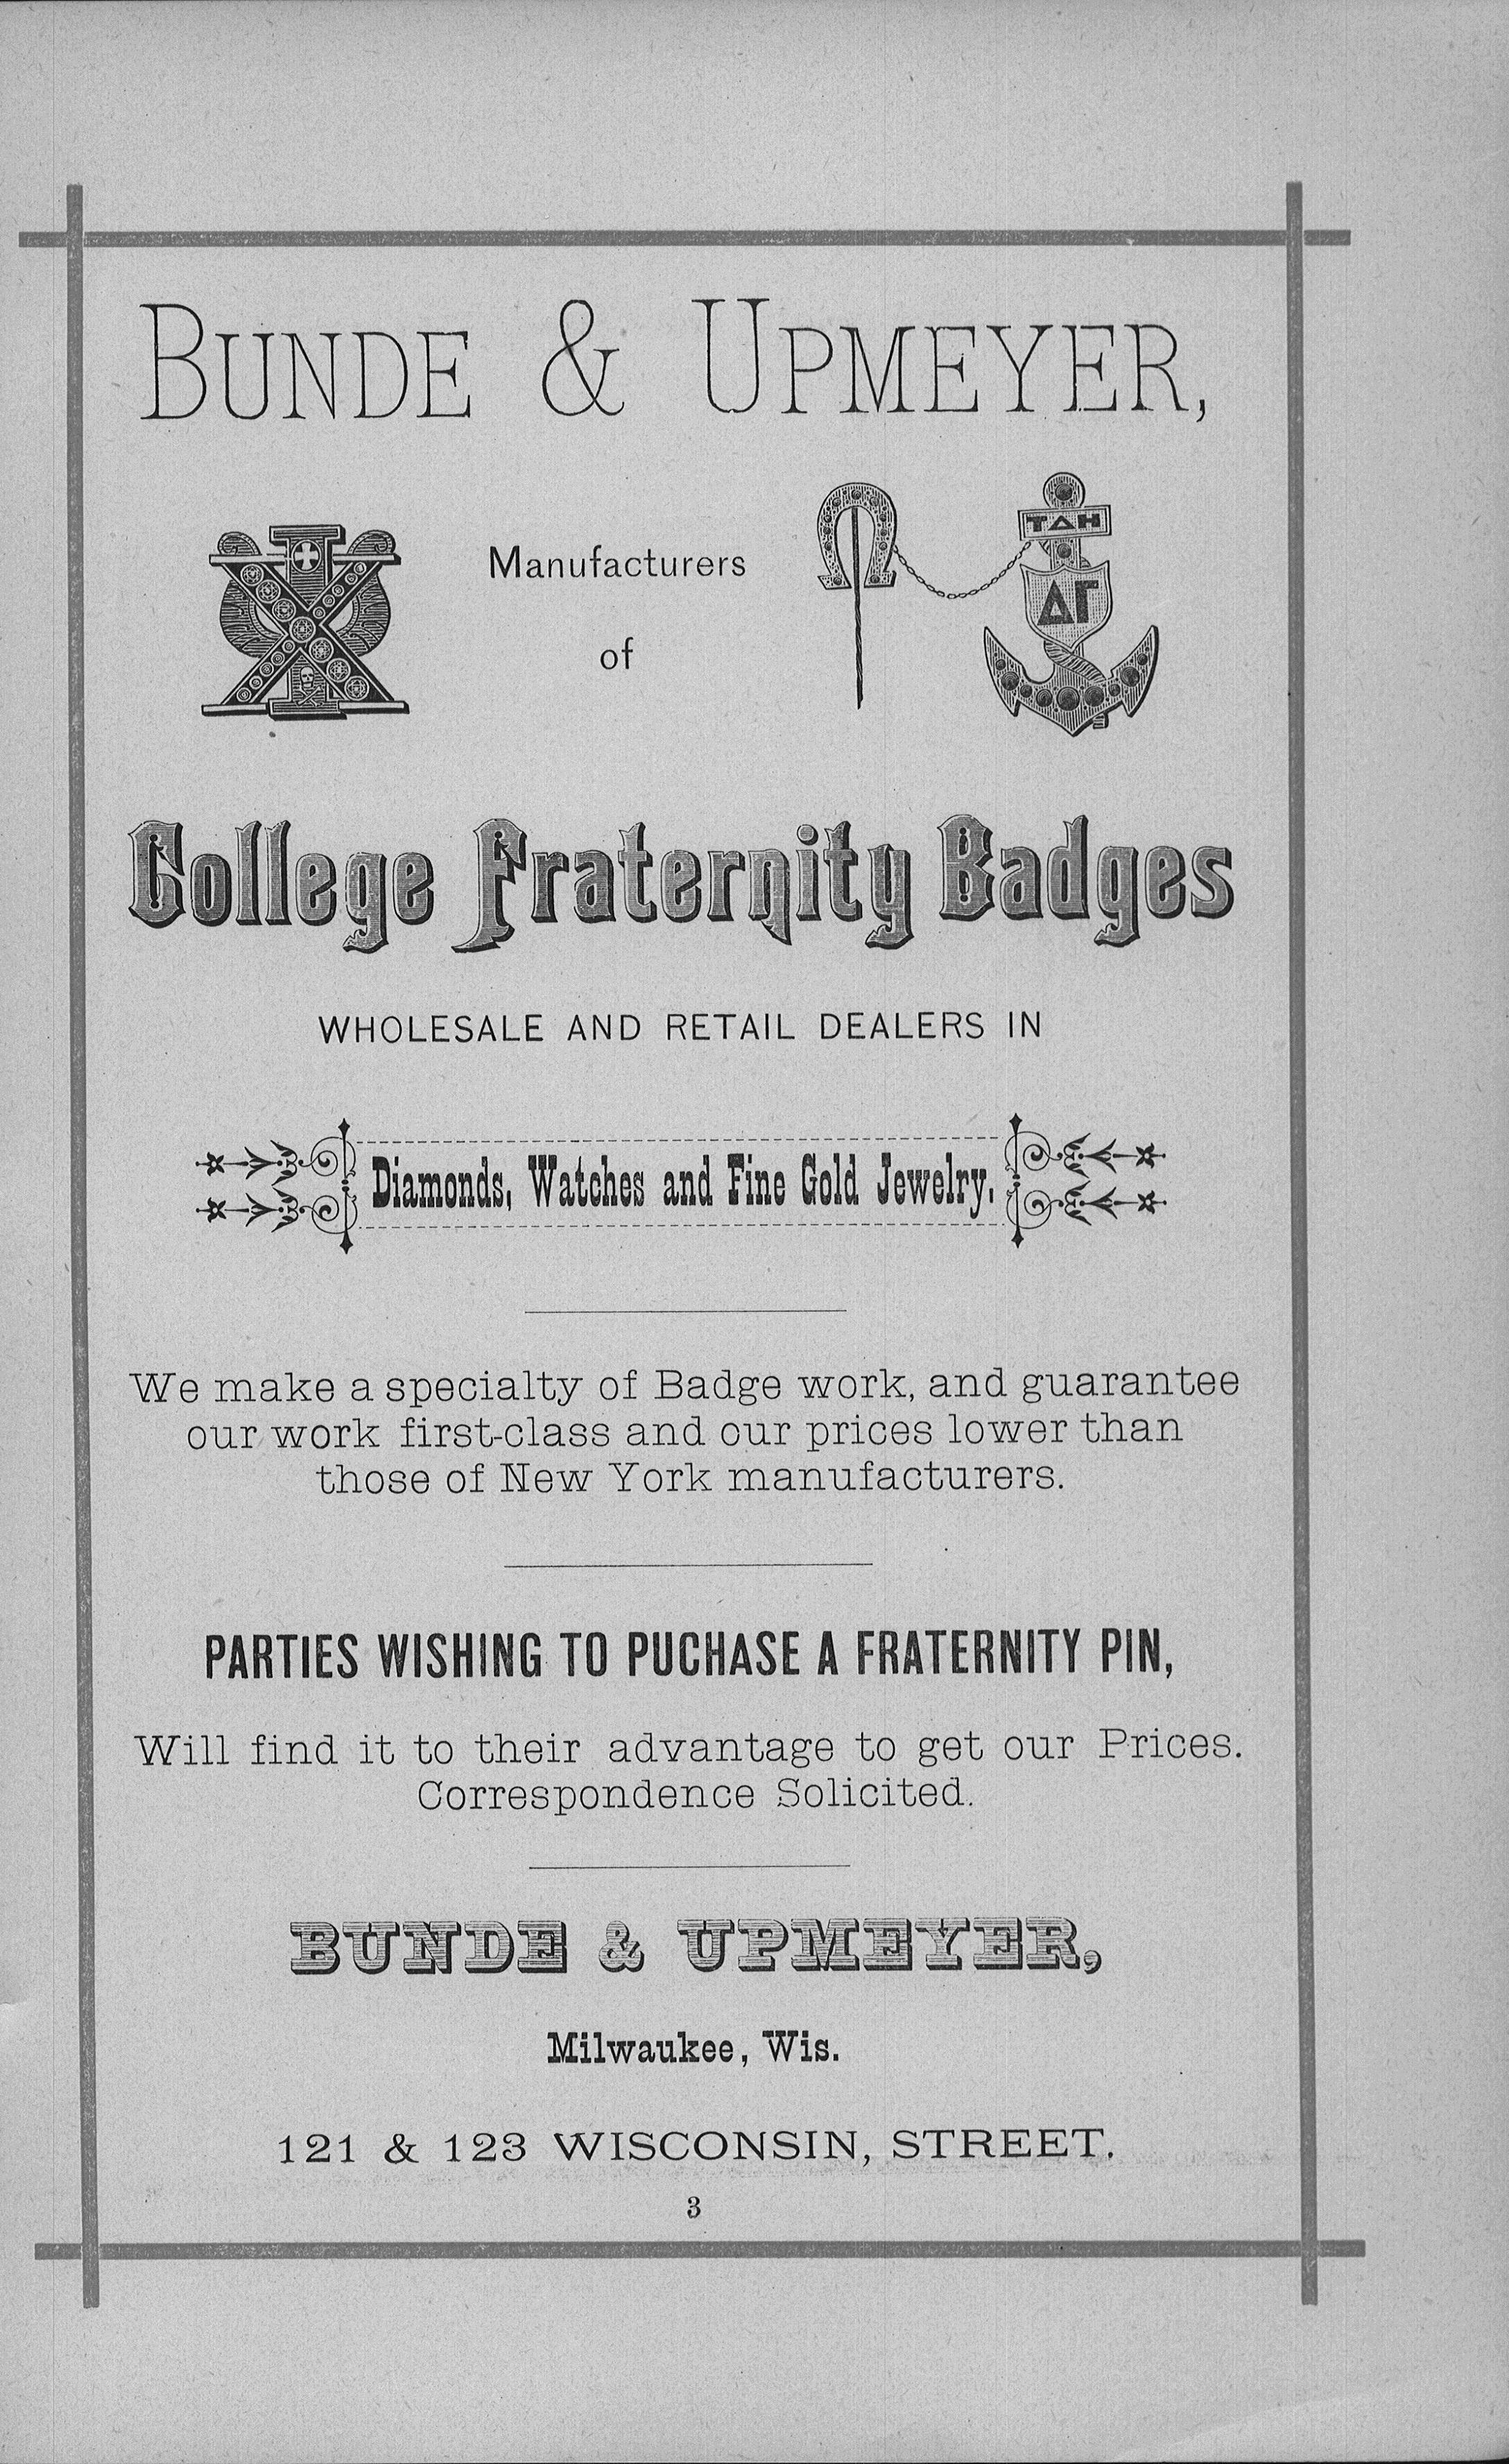 BUNDE & UPMEYER,
Manufacturers
of
ΤΔΗ
ΔΓ
College Fraternity Badges
WHOLESALE AND RETAIL DEALERS IN
Diamonds, Watches and Fine Gold Jewelry.
We make a specialty of Badge work, and guarantee
our work first-class and our prices lower than
those of New York manufacturers.
PARTIES WISHING TO PUCHASE A FRATERNITY PIN,
Will find it to their advantage to get our Prices.
Correspondence Solicited.
BUNDE & UPMEYER,
Milwaukee, Wis.
121 & 123 WISCONSIN, STREET.
3